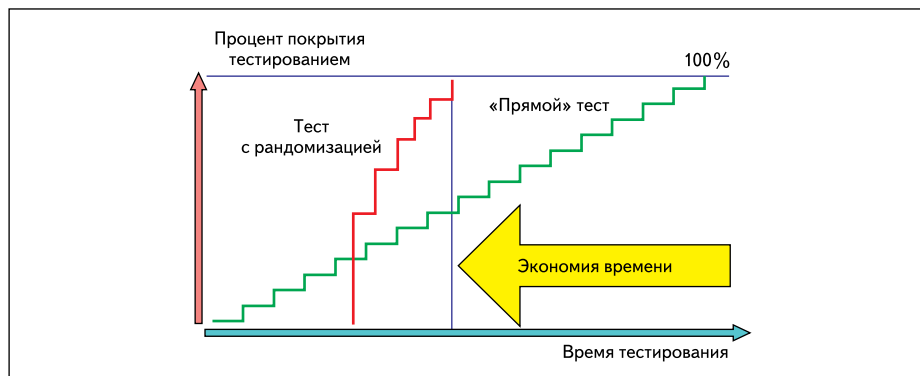 Процент покрытия
тестированием
100%
«Прямой» тест
Тест
с рандомизацией
Экономия времени
Время тестирования